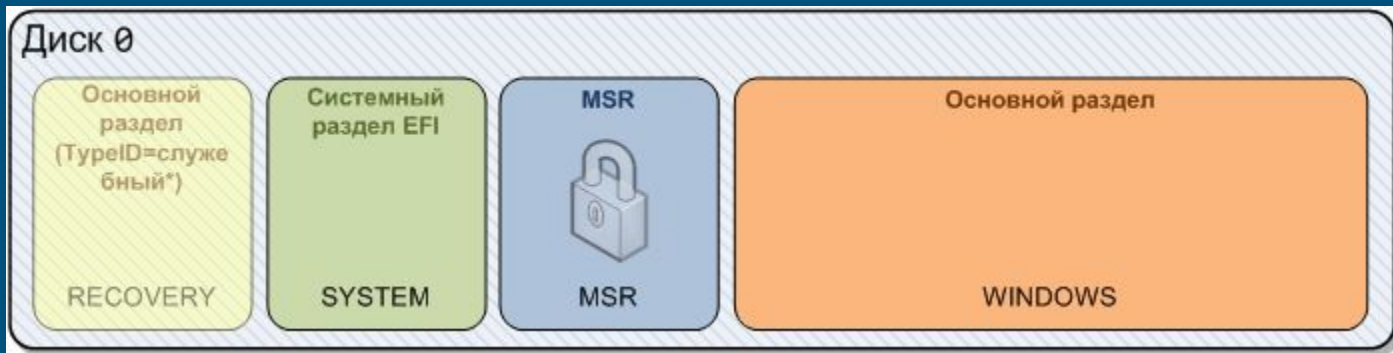 Диск 0
Основной
раздел
(TypeID=служе
бный*)
RECOVERY
Системный
раздел EFI
SYSTEM
MSR
MSR
Основной раздел
WINDOWS